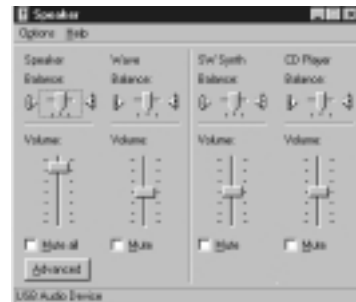 Speaker
Options Help
Speaker Wave SW Synth CD Player
Balance: Balance: Balance: Balance:
Volume: Volume: Volume: Volume:
Mute all Mute Mute Mute
Advanced
USB Audio Device